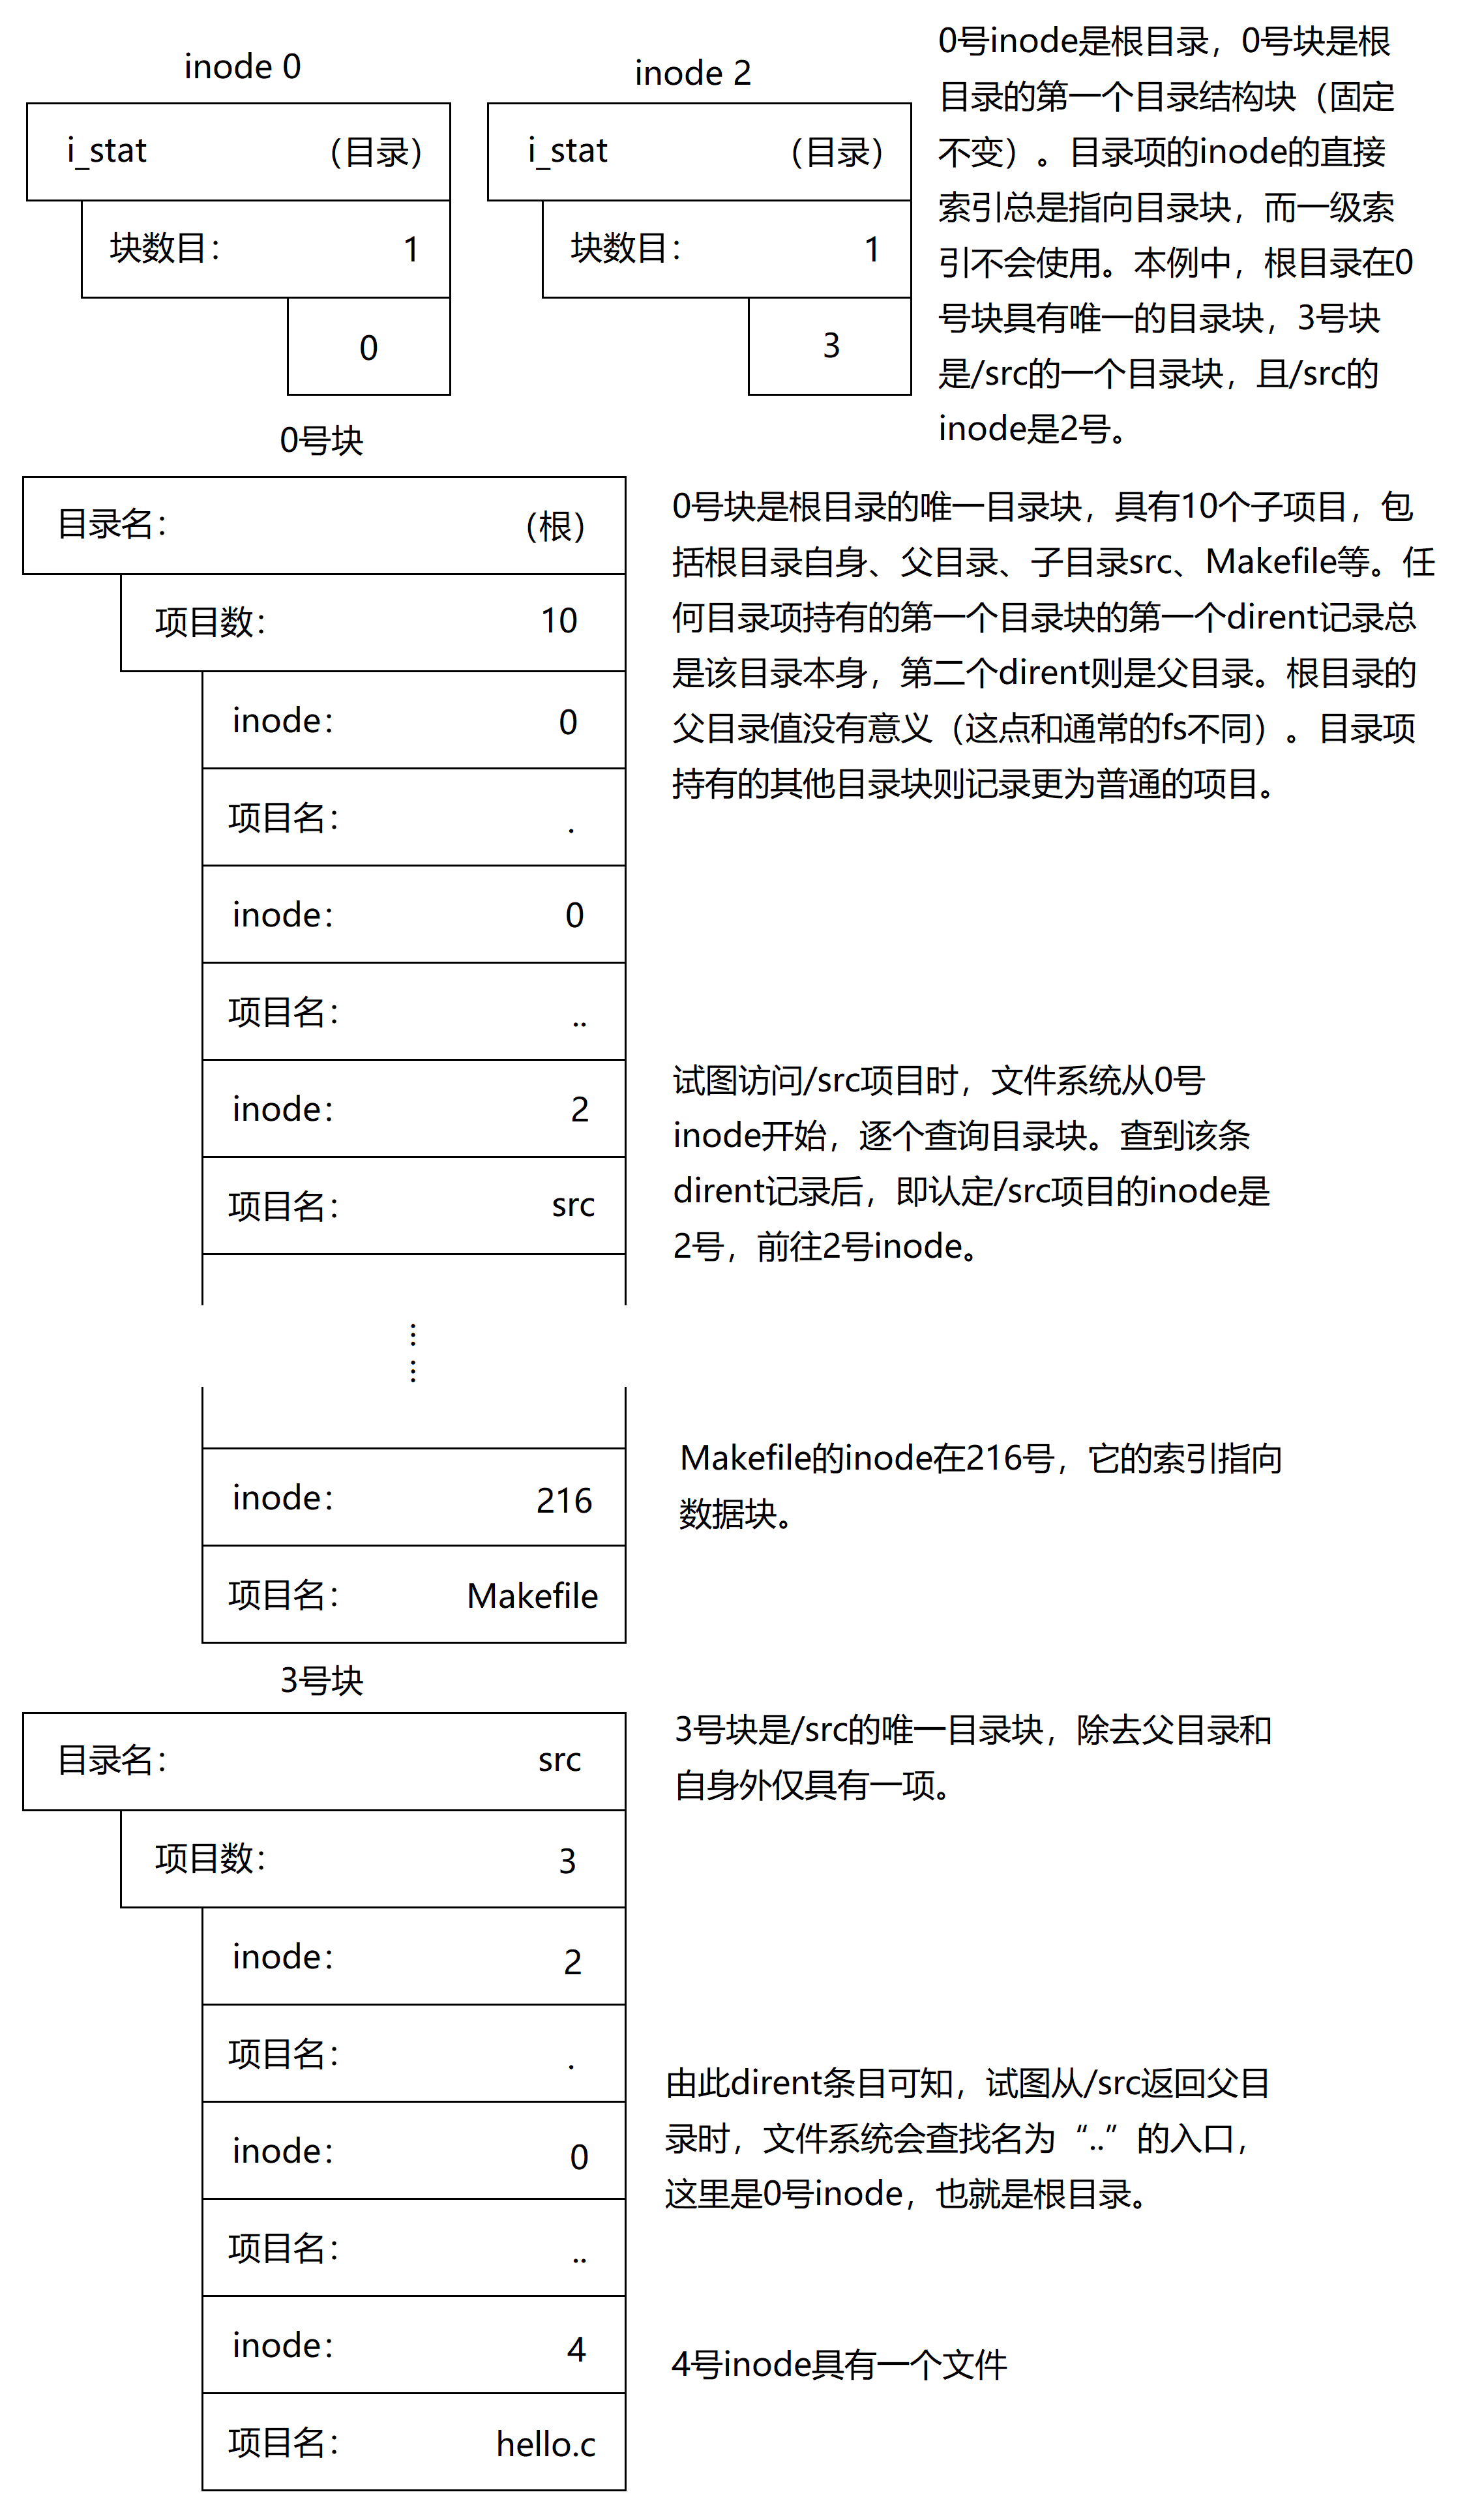 inode 0
i_stat （目录）
块数目： 1
0
inode 2
i_stat （目录）
块数目： 1
3
0号inode是根目录，0号块是根
目录的第一个目录结构块（固定
不变）。目录项的inode的直接
索引总是指向目录块，而一级索
引不会使用。本例中，根目录在0
号块具有唯一的目录块，3号块
是/src的一个目录块，且/src的
inode是2号。
0号块
目录名： （根）
项目数： 10
inode： 0
项目名： .
inode： 0
项目名： ..
inode： 2
项目名： src
⋮
⋮
inode： 216
项目名： Makefile
0号块是根目录的唯一目录块，具有10个子项目，包
括根目录自身、父目录、子目录src、Makefile等。任
何目录项持有的第一个目录块的第一个dirent记录总
是该目录本身，第二个dirent则是父目录。根目录的
父目录值没有意义（这点和通常的fs不同）。目录项
持有的其他目录块则记录更为普通的项目。
试图访问/src项目时，文件系统从0号
inode开始，逐个查询目录块。查到该条
dirent记录后，即认定/src项目的inode是
2号，前往2号inode。
Makefile的inode在216号，它的索引指向
数据块。
3号块
目录名： src
项目数： 3
inode： 2
项目名： .
inode： 0
项目名： ..
inode： 4
项目名： hello.c
3号块是/src的唯一目录块，除去父目录和
自身外仅具有一项。
由此dirent条目可知，试图从/src返回父目
录时，文件系统会查找名为“..”的入口，
这里是0号inode，也就是根目录。
4号inode具有一个文件